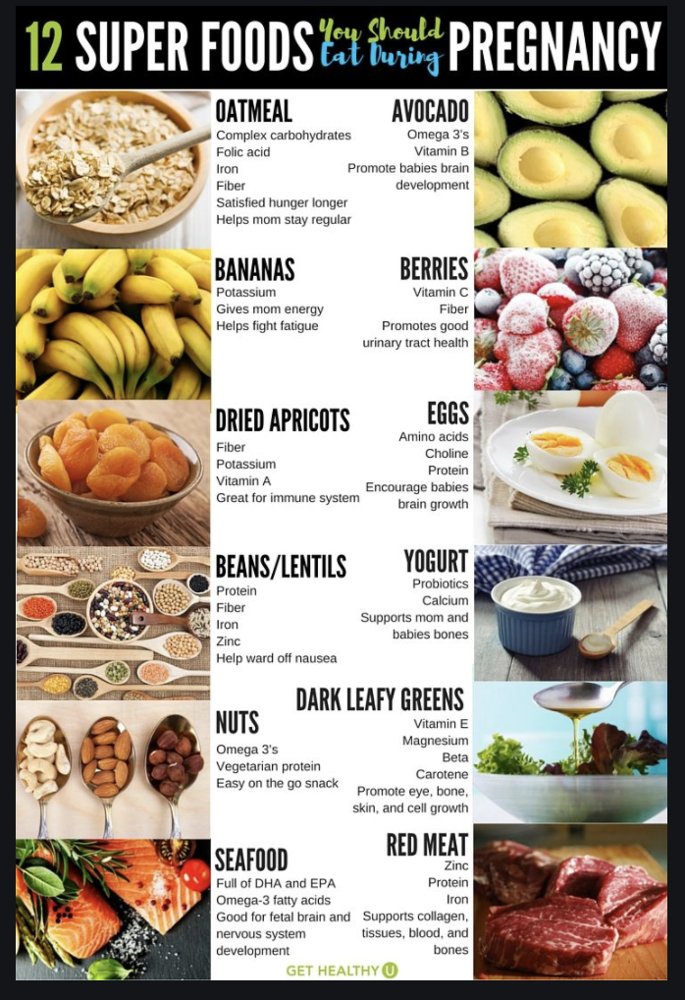 12 SUPER FOODS You Should Eat During PREGNANCY
OATMEAL
Complex carbohydrates
Folic acid
Iron
Fiber
Satisfied hunger longer
Helps mom stay regular
AVOCADO
Omega 3's
Vitamin B
Promote babies brain
development
BANANAS
Potassium
Gives mom energy
Helps fight fatigue
BERRIES
Vitamin C
Fiber
Promotes good
urinary tract health
DRIED APRICOTS
Fiber
Potassium
Vitamin A
Great for immune system
EGGS
Amino acids
Choline
Protein
Encourage babies
brain growth
BEANS/LENTILS
Protein
Fiber
Iron
Zinc
Help ward off nausea
YOGURT
Probiotics
Calcium
Supports mom and
babies bones
NUTS
Omega 3's
Vegetarian protein
Easy on the go snack
DARK LEAFY GREENS
Vitamin E
Magnesium
Beta
Carotene
Promote eye, bone,
skin, and cell growth
SEAFOOD
Full of DHA and EPA
Omega-3 fatty acids
Good for fetal brain and
nervous system
development
RED MEAT
Zinc
Protein
Iron
Supports collagen,
tissues, blood, and
bones
GET HEALTHY U